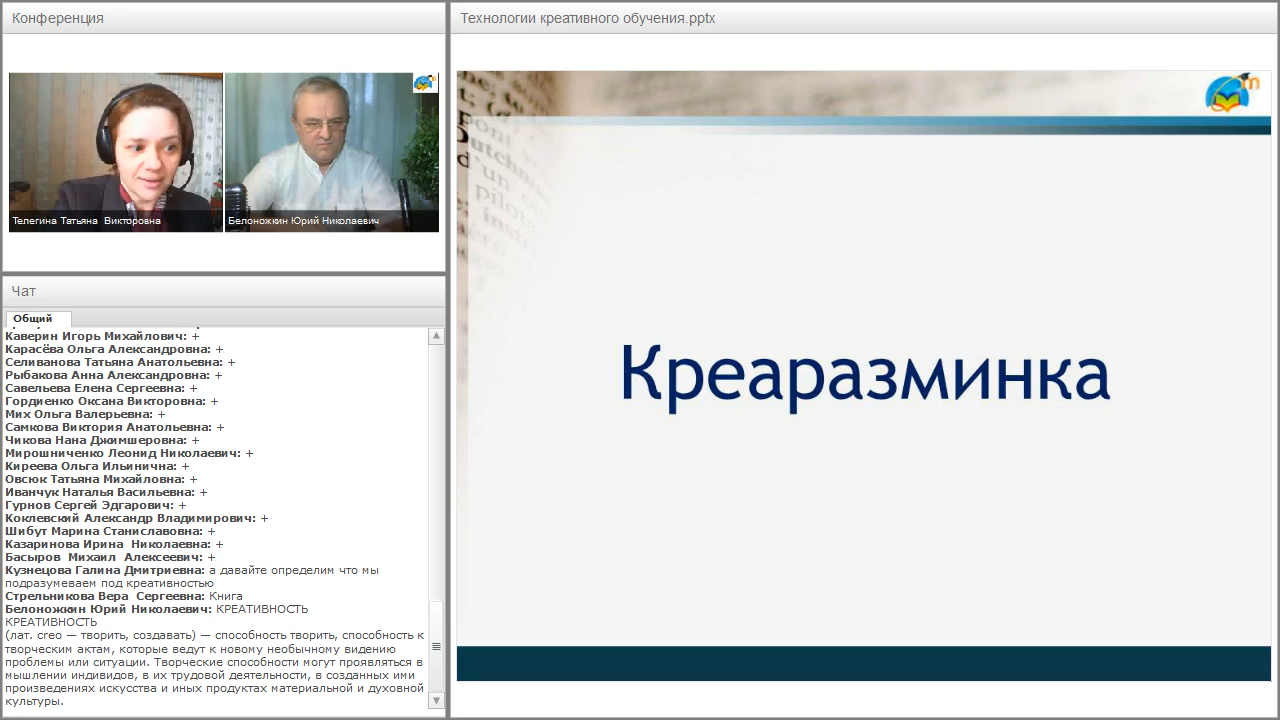 Конференция
Телегина Татьяна  Викторовна
Белоножкин Юрий Николаевич
Чат
Общий
Каверин Игорь Михайлович: +
Карасёва Ольга Александровна: +
Селиванова Татьяна Анатольевна: +
Рыбакова Анна Александровна: +
Савельева Елена Сергеевна: +
Гордиенко Оксана Викторовна: +
Мих Ольга Валерьевна: +
Самкова Виктория Анатольевна: +
Чикова Нана Джимшеровна: +
Мирошниченко Леонид Николаевич: +
Киреева Ольга Ильинична: +
Овсюк Татьяна Михайловна: +
Иванчук Наталья Васильевна: +
Гурнов Сергей Эдгарович: +
Коклевский Александр Владимирович: +
Шибут Марина Станиславовна: +
Казаринова Ирина  Николаевна: +
Басыров  Михаил  Алексеевич: +
Кузнецова Галина Дмитриевна: а давайте определим что мы
подразумеваем под креативностью
Стрельникова Вера  Сергеевна: Книга
Белоножкин Юрий Николаевич: КРЕАТИВНОСТЬ
КРЕАТИВНОСТЬ
(лат. creo — творить, создавать) — способность творить, способность к
творческим актам, которые ведут к новому необычному видению
проблемы или ситуации. Творческие способности могут проявляться в
мышлении индивидов, в их трудовой деятельности, в созданных ими
произведениях искусства и иных продуктах материальной и духовной
культуры.
Технологии креативного обучения.pptx
Dutchm
d'un
pilot
instr
Креаразминка